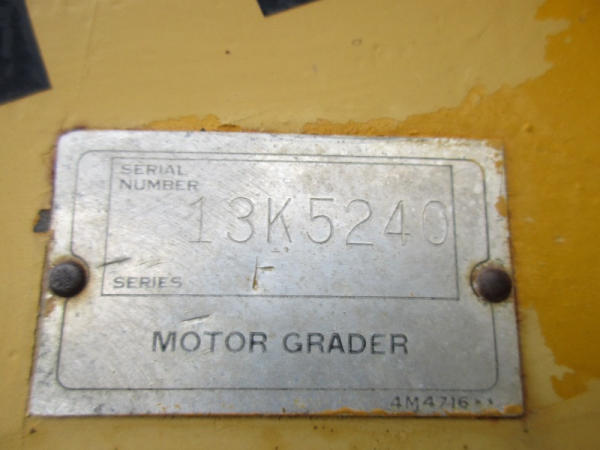 SERIAL
NUMBER
13K5240
SERIES F
MOTOR GRADER
4M4716